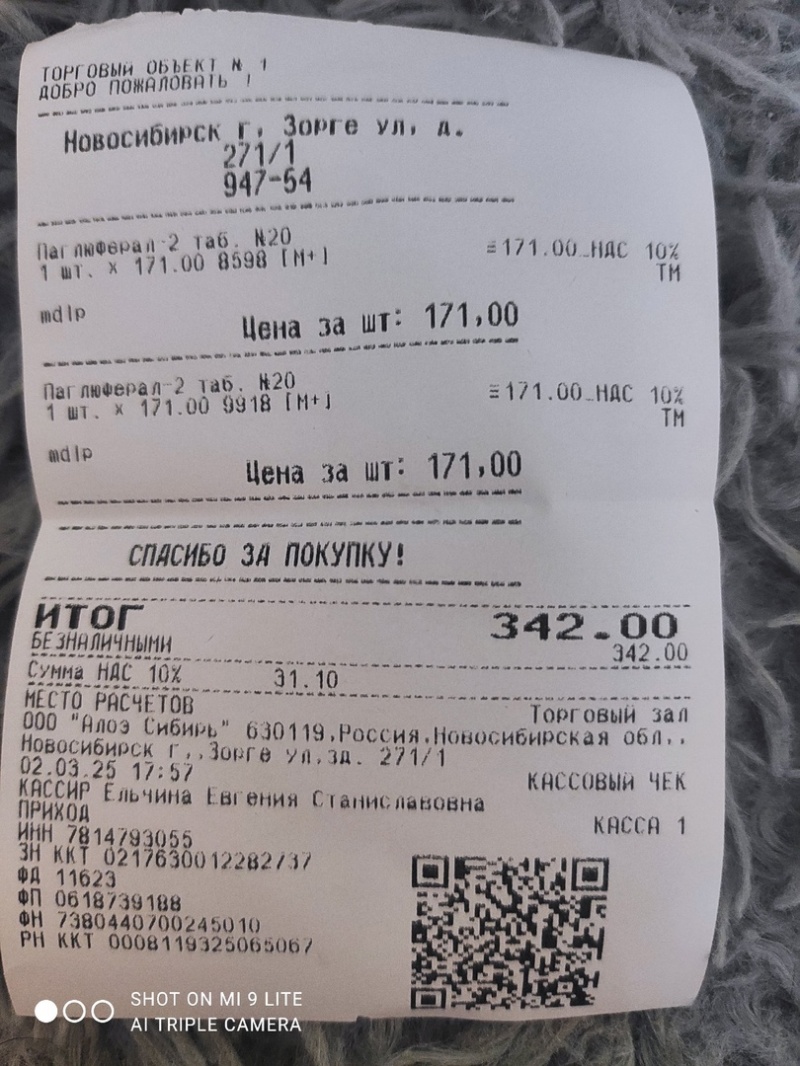 ТОРГОВЫЙ ОБЪЕКТ N 1
ДОБРО ПОЖАЛОВАТЬ !
Новосибирск г, Зорге ул, д.
271/1
947-54
Паглюферал-2 таб. N20
1 шт. x 171.00 8598 [M+]
≡171.00_НДС 10%
ТМ
mdlp
Цена за шт: 171,00
Паглюферал-2 таб. N20
1 шт. x 171.00 9918 [M+]
≡171.00_НДС 10%
ТМ
mdlp
Цена за шт: 171,00
СПАСИБО ЗА ПОКУПКУ!
ИТОГ 342.00
БЕЗНАЛИЧНЫМИ 342.00
Сумма НДС 10% 31.10
МЕСТО РАСЧЕТОВ Торговый зал
ООО "Алоэ Сибирь" 630119,Россия,Новосибирская обл.,
Новосибирск г,,Зорге ул,зд. 271/1
02.03.25 17:57 КАССОВЫЙ ЧЕК
КАССИР Ельчина Евгения Станиславовна
ПРИХОД КАССА 1
ИНН 7814793055
ЗН ККТ 0217630012282737
ФД 11623
ФП 0618739188
ФН 7380440700245010
РН ККТ 0008119325065067
SHOT ON MI 9 LITE
AI TRIPLE CAMERA